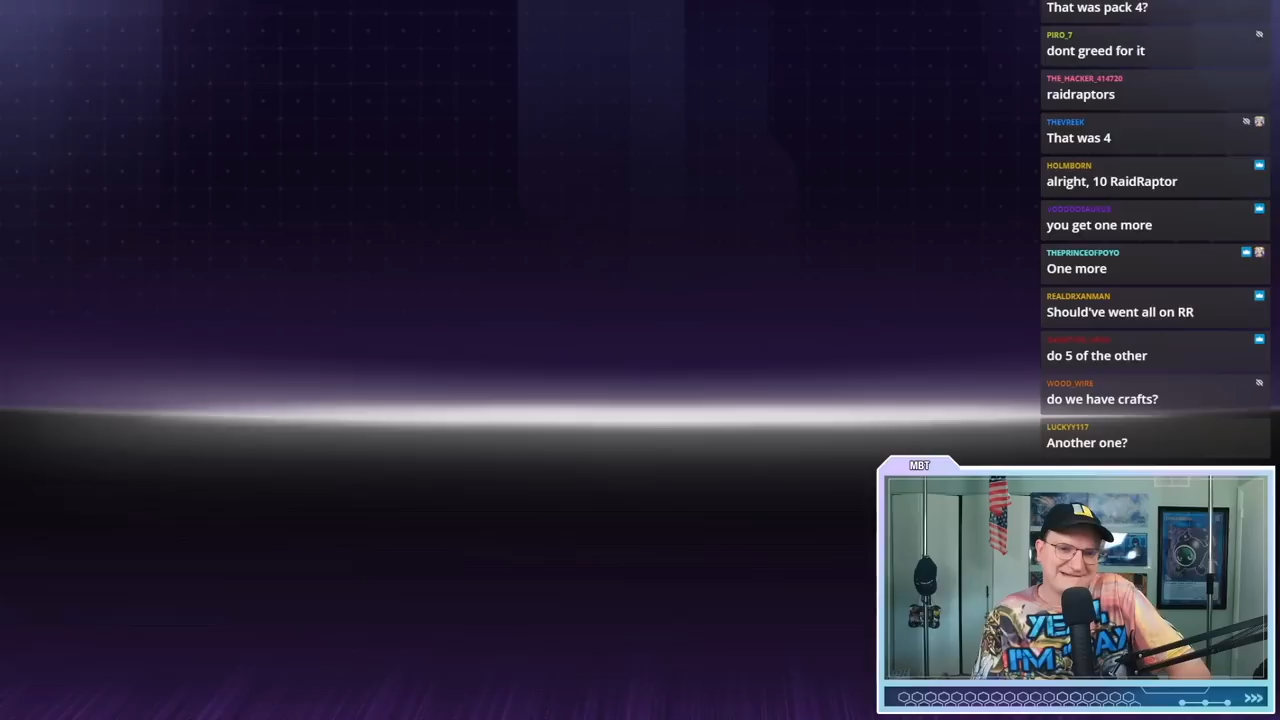 That was pack 4?
PIRO_7
dont greed for it
THE_HACKER_414720
raidraptors
THEVREEK
That was 4
HOLMBORN
alright, 10 RaidRaptor
you get one more
THEPRINCEOFPOYO
One more
REALDRXANMAN
Should've went all on RR
do 5 of the other
WOOD_WIRE
do we have crafts?
LUCKYY117
Another one?
MBT
YEAH,
I'M GAY